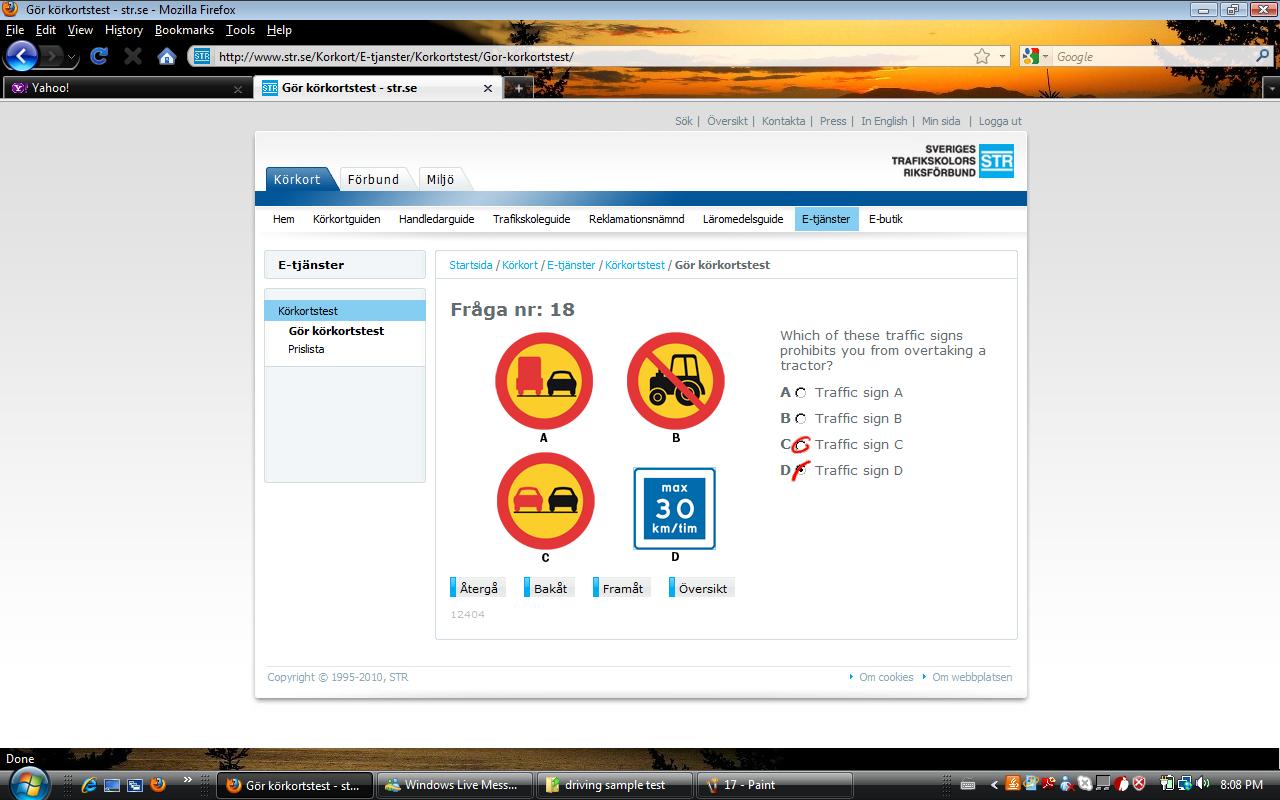 Gör körkortstest - str.se - Mozilla Firefox
File Edit View History Bookmarks Tools Help
STR http://www.str.se/Korkort/E-tjanster/Korkortstest/Gor-korkortstest/ Google
Yahoo! STR Gör körkortstest - str.se
Sök | Översikt | Kontakta | Press | In English | Min sida | Logga ut
SVERIGES
TRAFIKSKOLORS
RIKSFÖRBUND
STR
Körkort Förbund Miljö
Hem Körkortguiden Handledarguide Trafikskoleguide Reklamationsnämnd Läromedelsguide E-tjänster E-butik
E-tjänster
Körkortstest
Gör körkortstest
Prislista
Startsida / Körkort / E-tjänster / Körkortstest / Gör körkortstest
Fråga nr: 18
A
B
max
30
km/tim
C
D
Which of these traffic signs
prohibits you from overtaking a
tractor?
A Traffic sign A
B Traffic sign B
C Traffic sign C
D Traffic sign D
Återgå Bakåt Framåt Översikt
12404
Copyright © 1995-2010, STR
Om cookies Om webbplatsen
Done
Gör körkortstest - st... Windows Live Mess... driving sample test 17 - Paint 8:08 PM